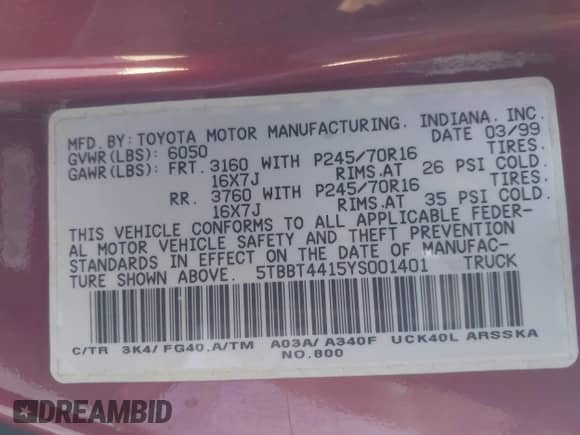 MFD. BY: TOYOTA MOTOR MANUFACTURING. INDIANA. INC.
GVWR(LBS): 6050 DATE 03/99
GAWR(LBS): FRT. 3160 WITH P245/70R16 TIRES.
16X7J RIMS.AT 26 PSI COLD.
RR. 3760 WITH P245/70R16 TIRES.
16X7J RIMS.AT 35 PSI COLD.
THIS VEHICLE CONFORMS TO ALL APPLICABLE FEDER-
AL MOTOR VEHICLE SAFETY AND THEFT PREVENTION
STANDARDS IN EFFECT ON THE DATE OF MANUFAC-
TURE SHOWN ABOVE. 5TBBT4415YS001401 TRUCK
C/TR 3K4/ FG40.A/TM A03A/ A340F UCK40L ARSSKA
NO.800
DREAMBID